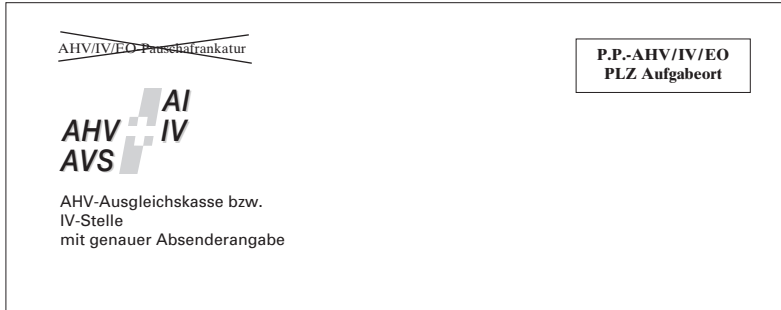 AHV/IV/EO-Pauschafrankatur
P.P.-AHV/IV/EO
PLZ Aufgabeort
AI
AHV IV
AVS
AHV-Ausgleichskasse bzw.
IV-Stelle
mit genauer Absenderangabe